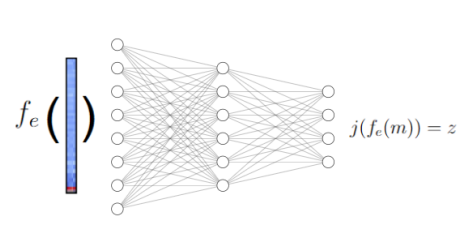 f_e ( )
j(f_e(m)) = z